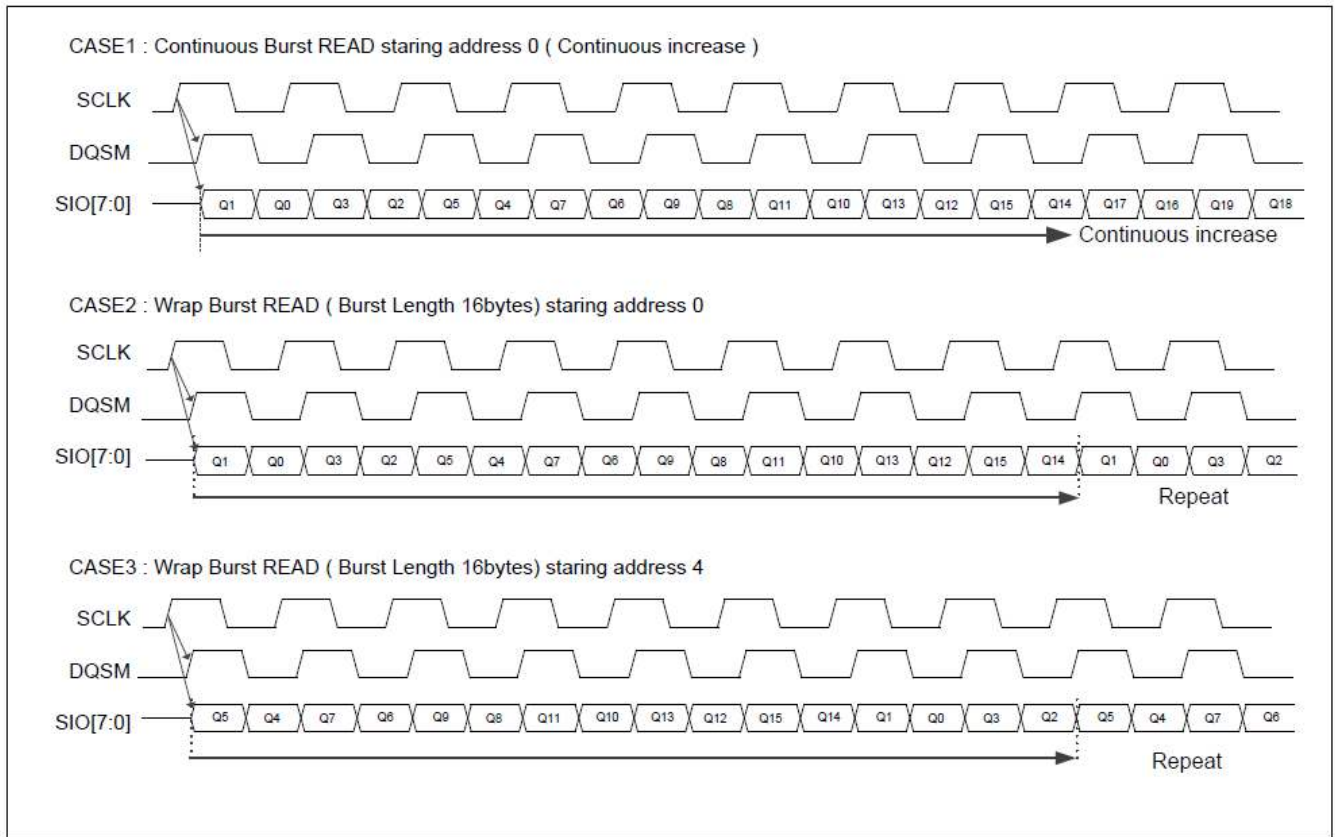 CASE1 : Continuous Burst READ staring address 0 ( Continuous increase )
SCLK
DQSM
SIO[7:0] Q1 Q0 Q3 Q2 Q5 Q4 Q7 Q6 Q9 Q8 Q11 Q10 Q13 Q12 Q15 Q14 Q17 Q16 Q19 Q18
Continuous increase
CASE2 : Wrap Burst READ ( Burst Length 16bytes) staring address 0
SCLK
DQSM
SIO[7:0] Q1 Q0 Q3 Q2 Q5 Q4 Q7 Q6 Q9 Q8 Q11 Q10 Q13 Q12 Q15 Q14 Q1 Q0 Q3 Q2
Repeat
CASE3 : Wrap Burst READ ( Burst Length 16bytes) staring address 4
SCLK
DQSM
SIO[7:0] Q5 Q4 Q7 Q6 Q9 Q8 Q11 Q10 Q13 Q12 Q15 Q14 Q1 Q0 Q3 Q2 Q5 Q4 Q7 Q6
Repeat